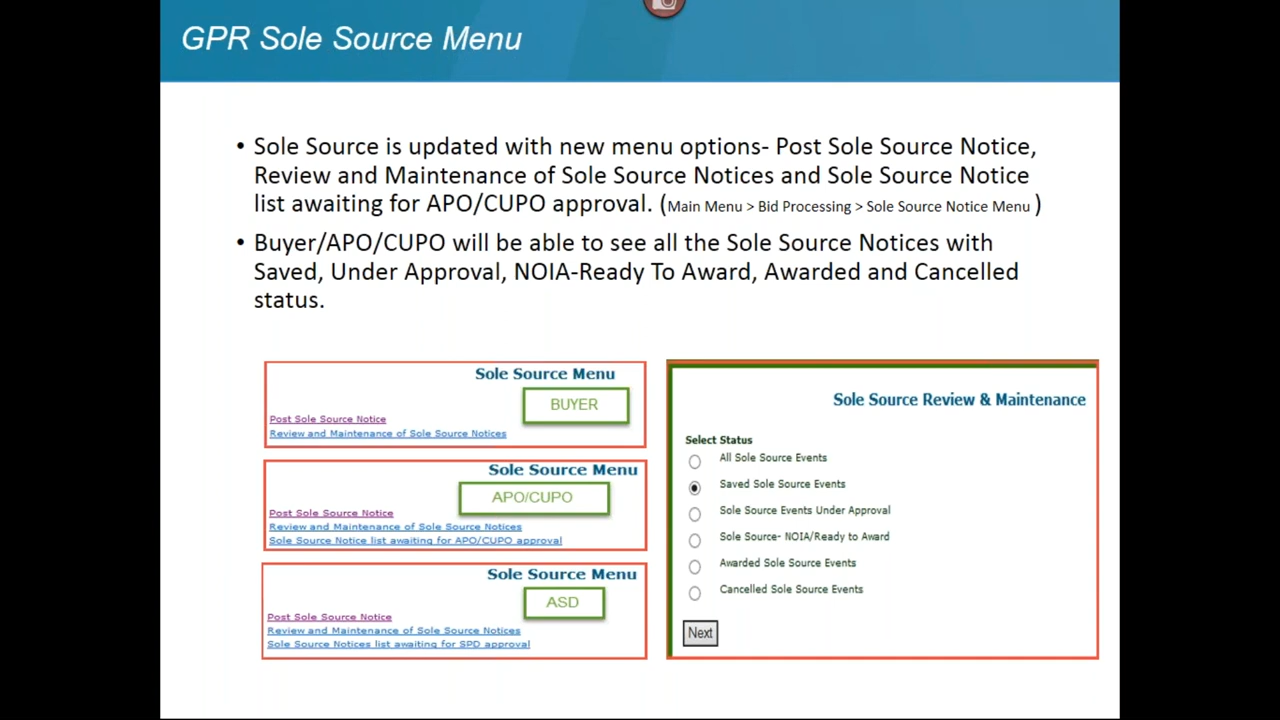 GPR Sole Source Menu
• Sole Source is updated with new menu options- Post Sole Source Notice,
Review and Maintenance of Sole Source Notices and Sole Source Notice
list awaiting for APO/CUPO approval. (Main Menu > Bid Processing > Sole Source Notice Menu )
• Buyer/APO/CUPO will be able to see all the Sole Source Notices with
Saved, Under Approval, NOIA-Ready To Award, Awarded and Cancelled
status.
Sole Source Menu
BUYER
Post Sole Source Notice
Review and Maintenance of Sole Source Notices
Sole Source Menu
APO/CUPO
Post Sole Source Notice
Review and Maintenance of Sole Source Notices
Sole Source Notice list awaiting for APO/CUPO approval
Sole Source Menu
ASD
Post Sole Source Notice
Review and Maintenance of Sole Source Notices
Sole Source Notices list awaiting for SPD approval
Sole Source Review & Maintenance
Select Status
All Sole Source Events
Saved Sole Source Events
Sole Source Events Under Approval
Sole Source- NOIA/Ready to Award
Awarded Sole Source Events
Cancelled Sole Source Events
Next